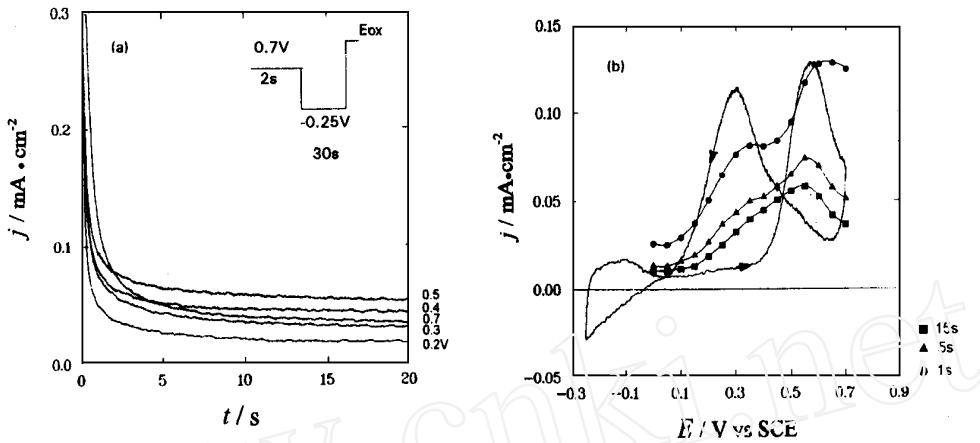 (a)
Eox
0.7V
2s
-0.25V
30s
0.3
0.2
0.1
0.0
j / mA•cm-2
0.5
0.4
0.7
0.3
0.2V
0 5 10 15 20
t / s
(b)
0.15
0.10
0.05
0.00
-0.05
j / mA•cm-2
-0.3 -0.1 0.1 0.3 0.5 0.7 0.9
E / V vs SCE
15s
5s
1s
www.cnki.net